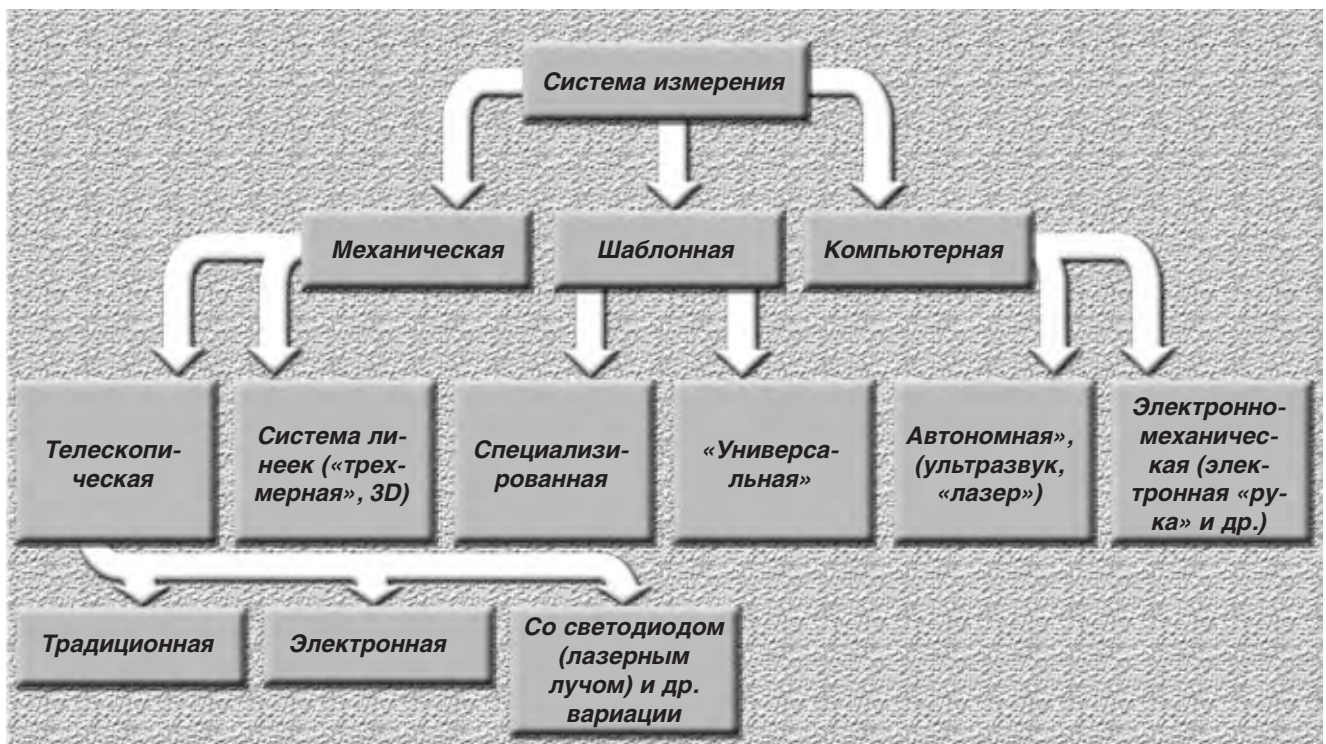 Система измерения
Механическая
Шаблонная
Компьютерная
Телескопи-
ческая
Система ли-
неек («трех-
мерная», 3D)
Специализи-
рованная
«Универса-
льная»
Автономная»,
(ультразвук,
«лазер»)
Электронно-
механичес-
кая (элек-
тронная «ру-
ка» и др.)
Традиционная
Электронная
Со светодиодом
(лазерным
лучом) и др.
вариации